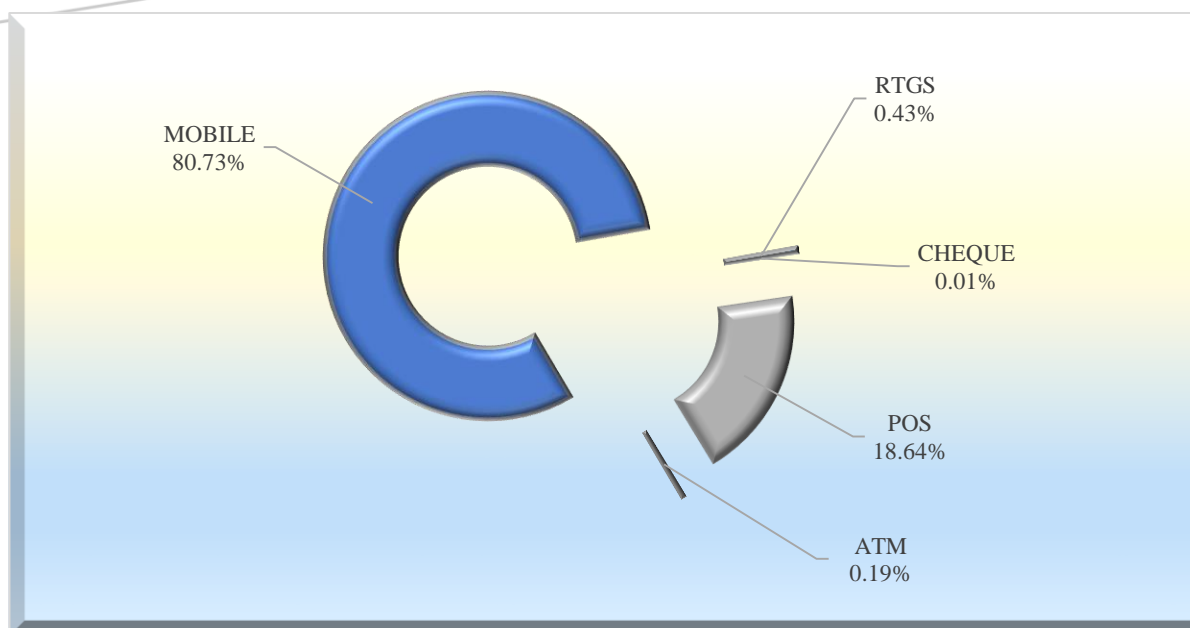 RTGS
0.43%
MOBILE
80.73%
CHEQUE
0.01%
POS
18.64%
ATM
0.19%